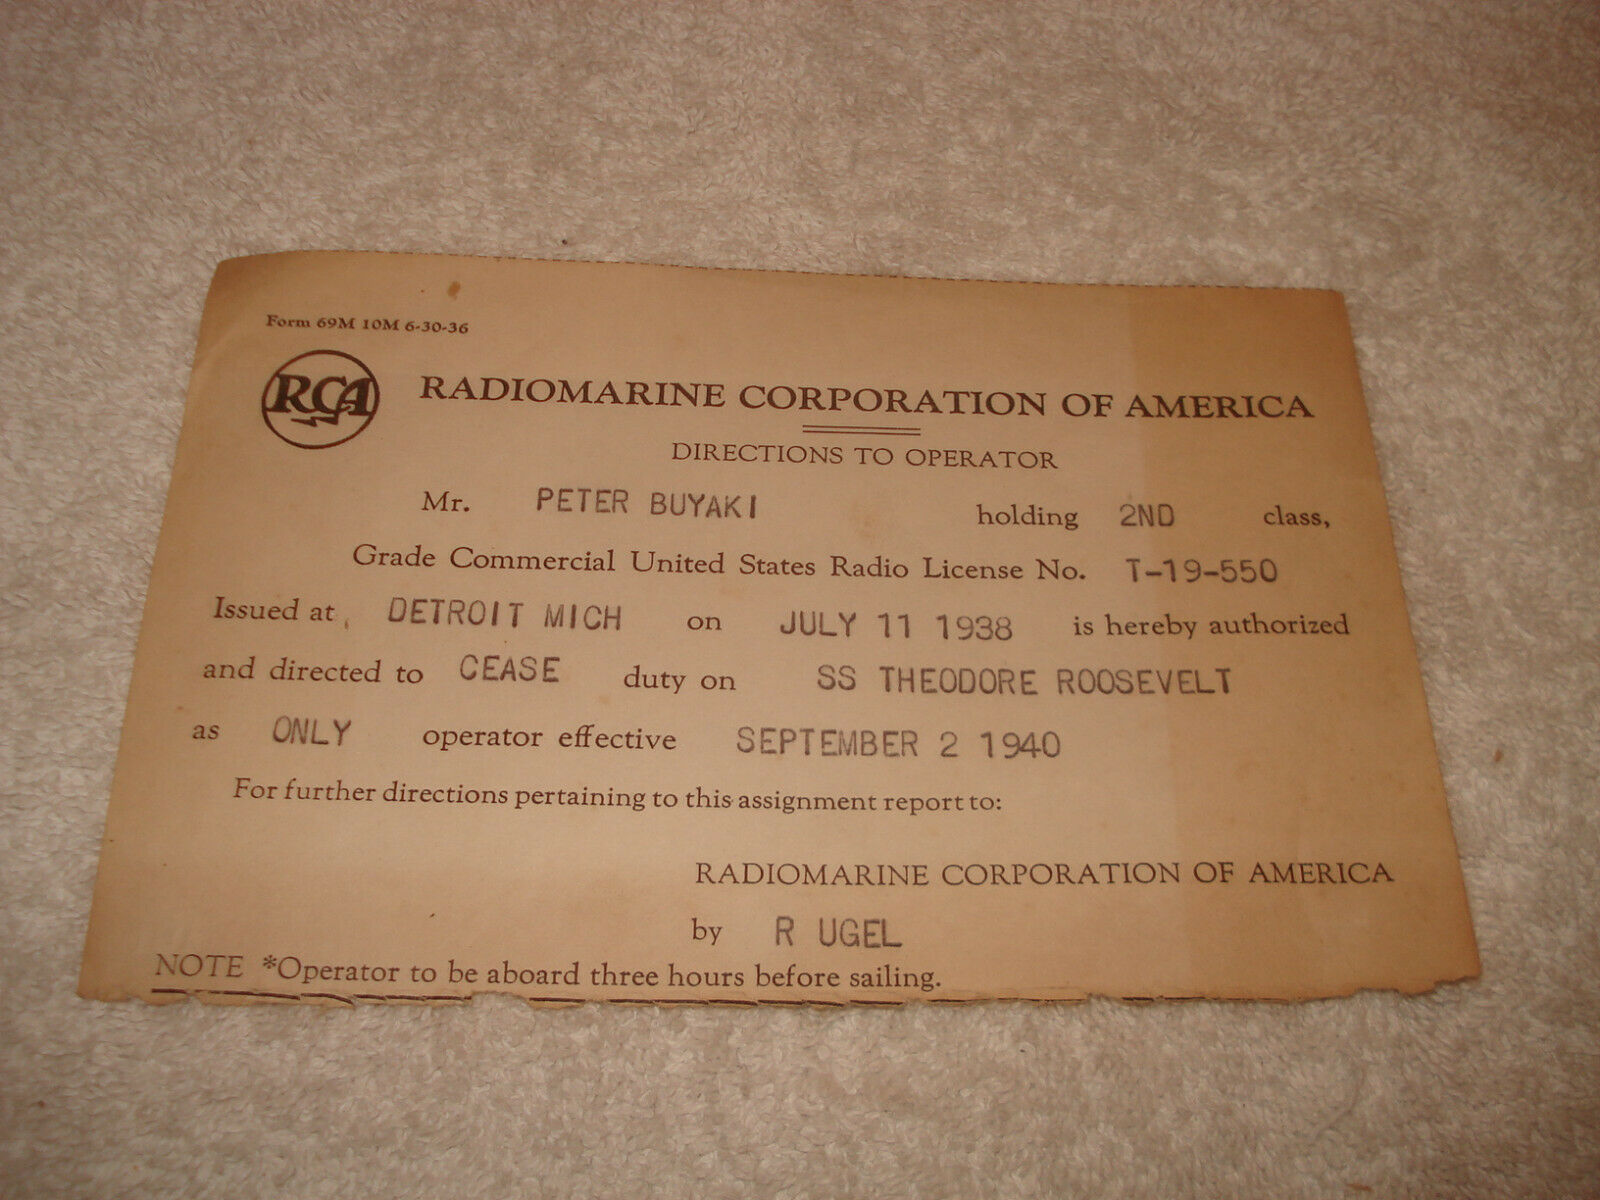 Form 69M 10M 6-30-36
RCA
RADIOMARINE CORPORATION OF AMERICA
DIRECTIONS TO OPERATOR
Mr. PETER BUYAKI holding 2ND class,
Grade Commercial United States Radio License No. T-19-550
Issued at DETROIT MICH on JULY 11 1938 is hereby authorized
and directed to CEASE duty on SS THEODORE ROOSEVELT
as ONLY operator effective SEPTEMBER 2 1940
For further directions pertaining to this assignment report to:
RADIOMARINE CORPORATION OF AMERICA
by R UGEL
NOTE *Operator to be aboard three hours before sailing.